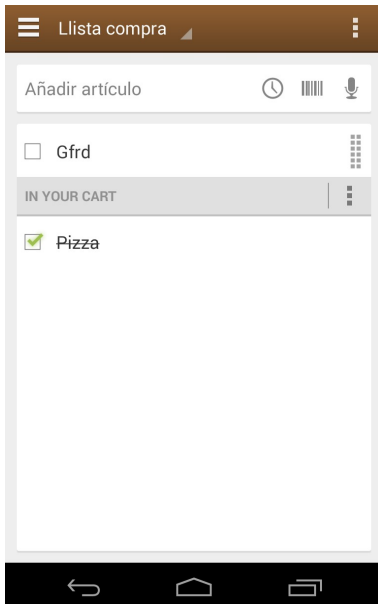 Llista compra
Añadir artículo
Gfrd
IN YOUR CART
Pizza